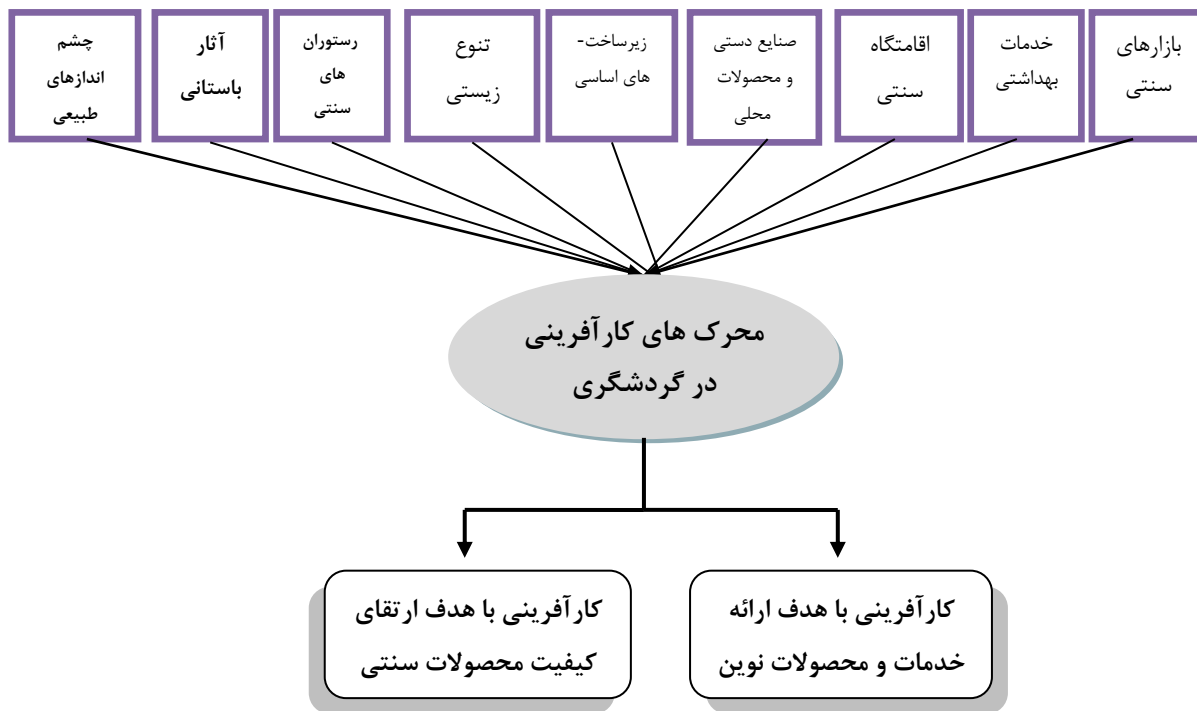 بازارهای
سنتی
خدمات
بهداشتی
اقامتگاه
سنتی
صنایع دستی
و محصولات
محلی
زیرساخت-
های اساسی
تنوع
زیستی
رستوران
های
سنتی
آثار
باستانی
چشم
اندازهای
طبیعی
محرک های کارآفرینی
در گردشگری
کارآفرینی با هدف ارائه
خدمات و محصولات نوین
کارآفرینی با هدف ارتقای
کیفیت محصولات سنتی